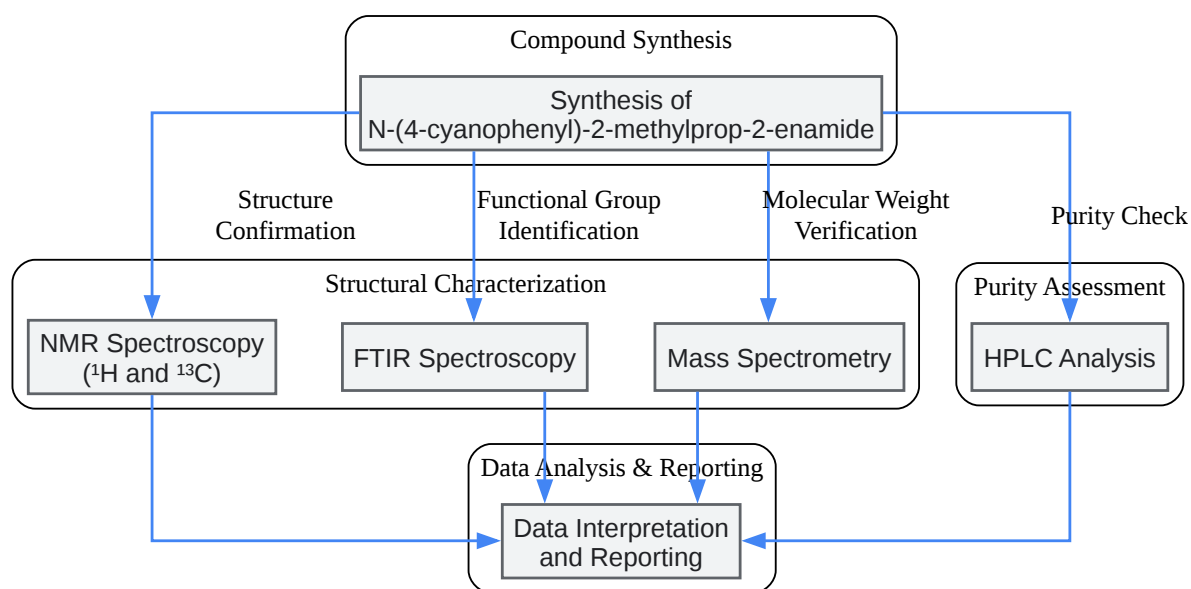 Compound Synthesis
Synthesis of
N-(4-cyanophenyl)-2-methylprop-2-enamide
Structure
Confirmation
Functional Group
Identification
Molecular Weight
Verification
Purity Check
Structural Characterization
Purity Assessment
NMR Spectroscopy
(¹H and ¹³C)
FTIR Spectroscopy
Mass Spectrometry
HPLC Analysis
Data Analysis & Reporting
Data Interpretation
and Reporting